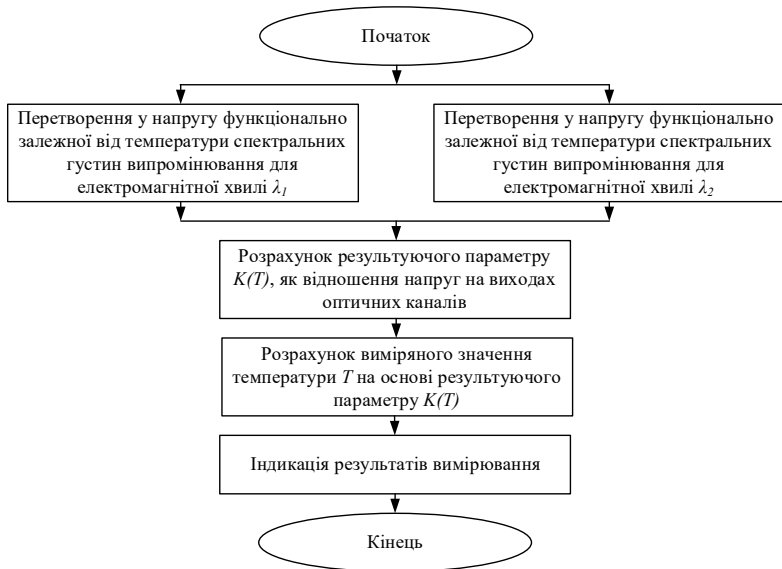 Початок
Перетворення у напругу функціонально
залежної від температури спектральних
густин випромінювання для
електромагнітної хвилі λ₁
Перетворення у напругу функціонально
залежної від температури спектральних
густин випромінювання для
електромагнітної хвилі λ₂
Розрахунок результуючого параметру
K(T), як відношення напруг на виходах
оптичних каналів
Розрахунок виміряного значення
температури T на основі результуючого
параметру K(T)
Індикація результатів вимірювання
Кінець